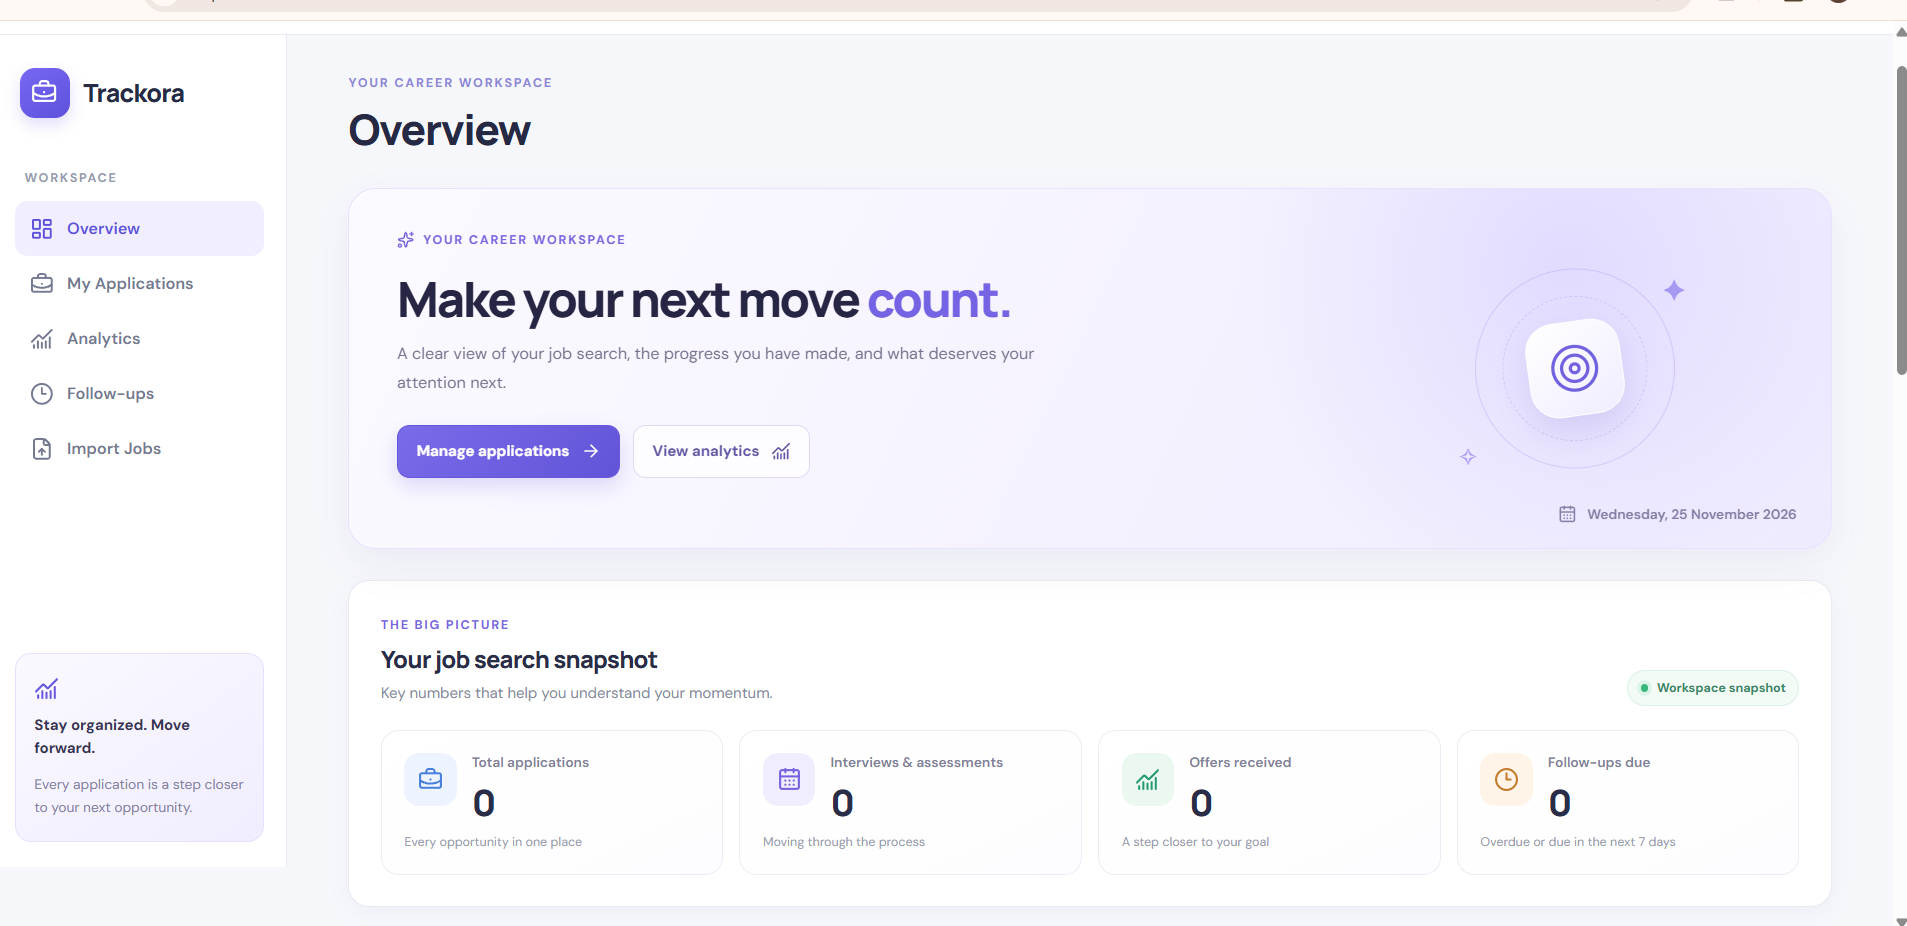 Trackora
WORKSPACE
Overview
My Applications
Analytics
Follow-ups
Import Jobs
Stay organized. Move
forward.
Every application is a step closer
to your next opportunity.
YOUR CAREER WORKSPACE
Overview
YOUR CAREER WORKSPACE
Make your next move count.
A clear view of your job search, the progress you have made, and what deserves your
attention next.
Manage applications
View analytics
Wednesday, 25 November 2026
THE BIG PICTURE
Your job search snapshot
Key numbers that help you understand your momentum.
Workspace snapshot
Total applications
0
Every opportunity in one place
Interviews & assessments
0
Moving through the process
Offers received
0
A step closer to your goal
Follow-ups due
0
Overdue or due in the next 7 days